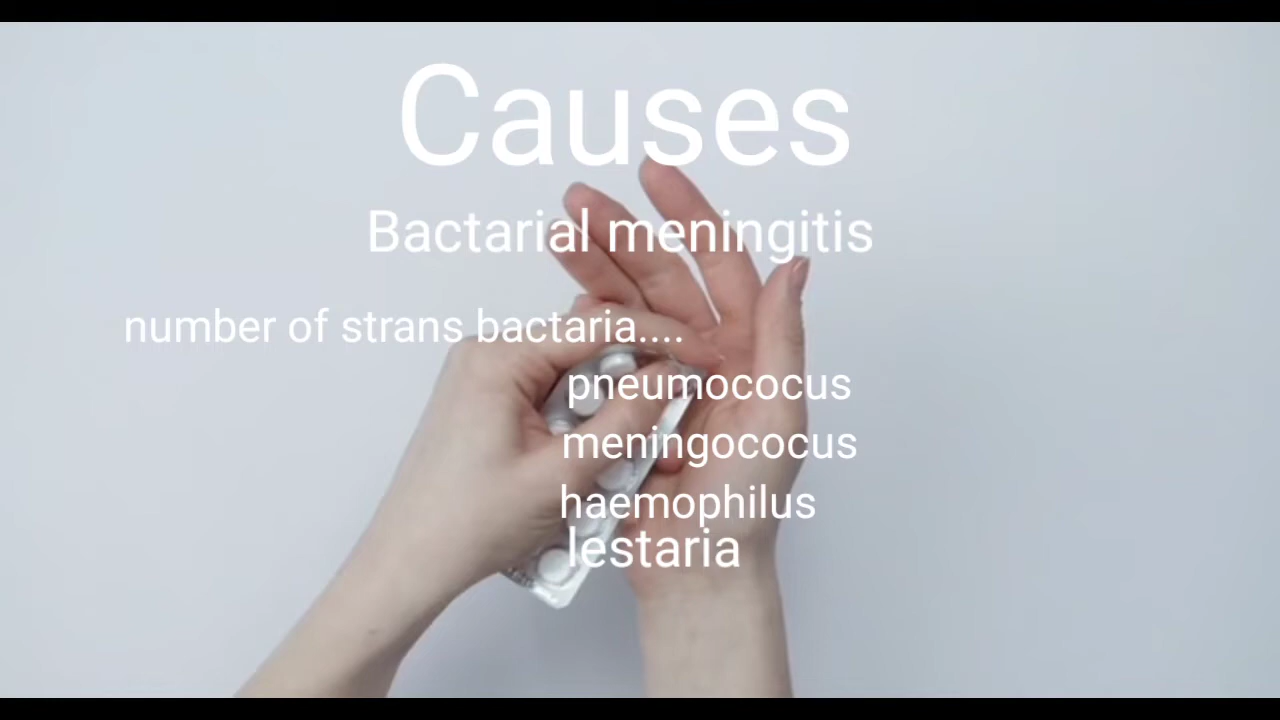 Causes
Bactarial meningitis
number of strans bactaria....
pneumococus
meningococus
haemophilus
lestaria